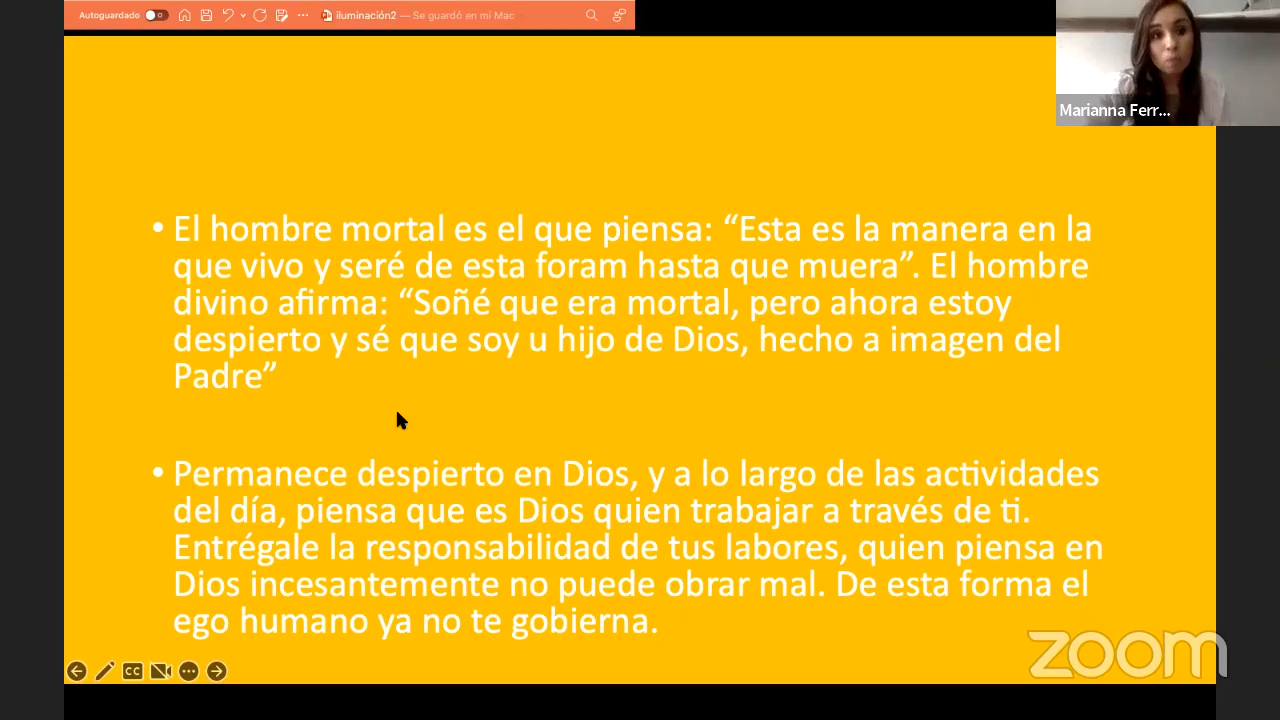 Autoguardado
iluminación2 — Se guardó en mi Mac
Marianna Ferr...
• El hombre mortal es el que piensa: “Esta es la manera en la
que vivo y seré de esta foram hasta que muera”. El hombre
divino afirma: “Soñé que era mortal, pero ahora estoy
despierto y sé que soy u hijo de Dios, hecho a imagen del
Padre”
• Permanece despierto en Dios, y a lo largo de las actividades
del día, piensa que es Dios quien trabajar a través de ti.
Entrégale la responsabilidad de tus labores, quien piensa en
Dios incesantemente no puede obrar mal. De esta forma el
ego humano ya no te gobierna.
CC
zoom